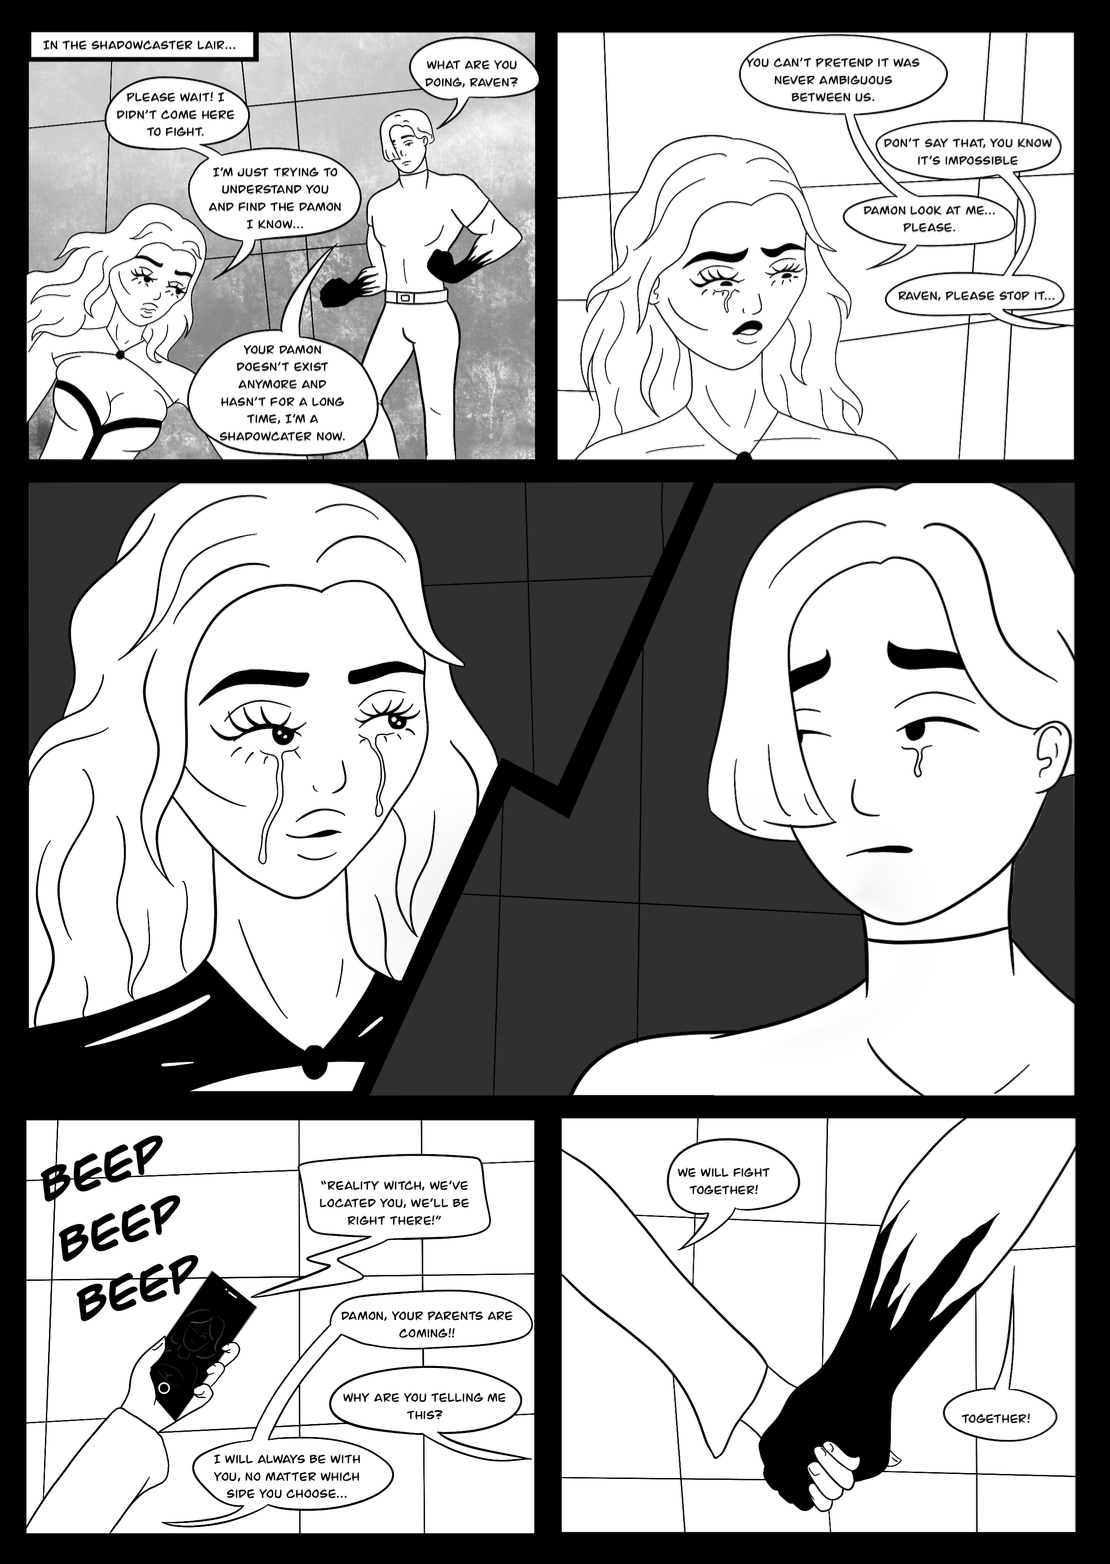 IN THE SHADOWCASTER LAIR...
WHAT ARE YOU
DOING, RAVEN?
PLEASE WAIT! I
DIDN'T COME HERE
TO FIGHT.
I'M JUST TRYING TO
UNDERSTAND YOU
AND FIND THE DAMON
I KNOW...
YOUR DAMON
DOESN'T EXIST
ANYMORE AND
HASN'T FOR A LONG
TIME, I'M A
SHADOWCATER NOW.
YOU CAN'T PRETEND IT WAS
NEVER AMBIGUOUS
BETWEEN US.
DON'T SAY THAT, YOU KNOW
IT'S IMPOSSIBLE
DAMON LOOK AT ME...
PLEASE.
RAVEN, PLEASE STOP IT...
BEEP
BEEP
BEEP
"REALITY WITCH, WE'VE
LOCATED YOU, WE'LL BE
RIGHT THERE!"
DAMON, YOUR PARENTS ARE
COMING!!
WHY ARE YOU TELLING ME
THIS?
I WILL ALWAYS BE WITH
YOU, NO MATTER WHICH
SIDE YOU CHOOSE...
WE WILL FIGHT
TOGETHER!
TOGETHER!